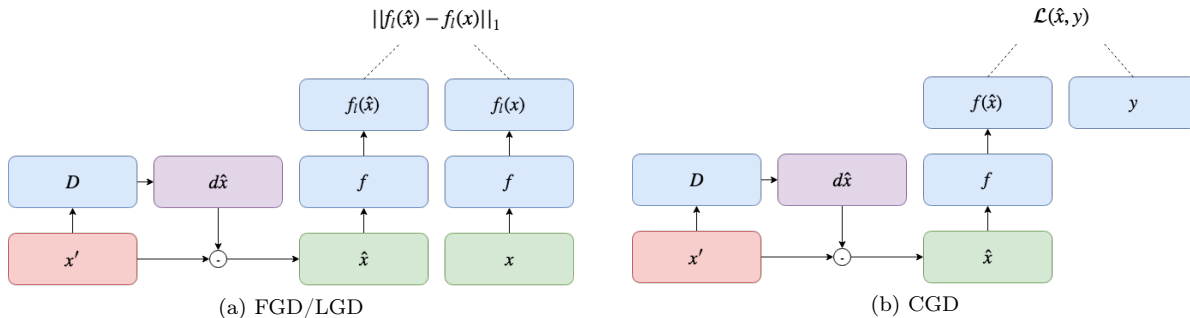 ||f_l(x̂) − f_l(x)||_1
f_l(x̂) f_l(x)
D dx̂ f f
x′ - x̂ x
(a) FGD/LGD
ℒ(x̂, y)
f(x̂) y
D dx̂ f
x′ - x̂
(b) CGD